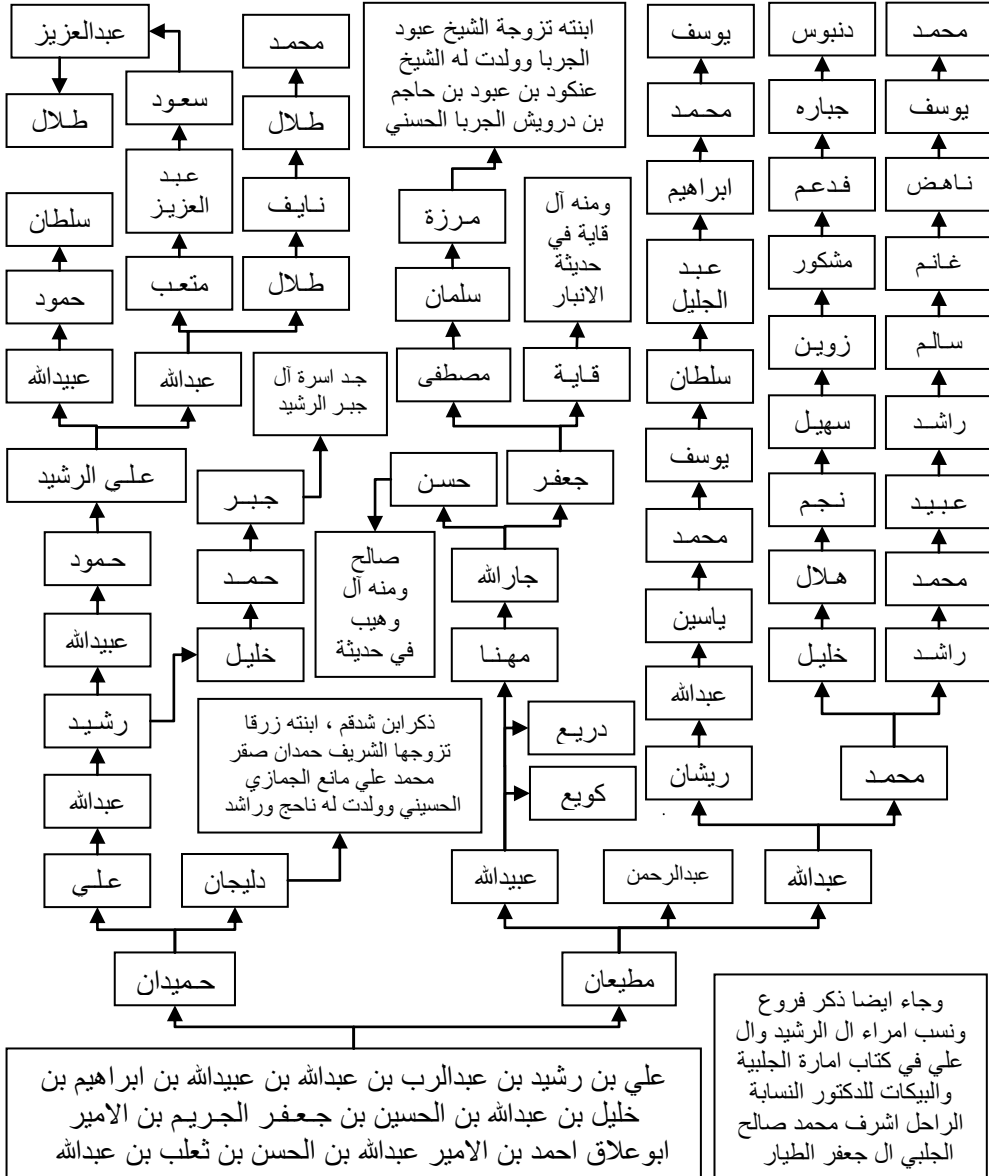 محمد
دنبوس
يوسف
ابنته تزوجة الشيخ عبود
الجربا وولدت له الشيخ
عنكود بن عبود بن حاجم
بن درويش الجربا الحسني
محمد
عبدالعزيز
يوسف
جباره
محمد
طلال
سعود
طلال
ناهض
فدعم
ابراهيم
ومنه آل
قاية في
حديثة
الانبار
مرزة
نايف
عبد
العزيز
سلطان
غانم
مشكور
عبد
الجليل
سلمان
طلال
متعب
حمود
سالم
زوين
سلطان
قاية
مصطفى
عبدالله
عبيدالله
جد اسرة آل
جبر الرشيد
راشد
سهيل
يوسف
جعفر
حسن
جبر
علي الرشيد
عبيد
نجم
محمد
صالح
ومنه آل
وهيب
في حديثة
حمود
محمد
هلال
ياسين
جارالله
حمد
عبيدالله
راشد
خليل
عبدالله
مهنا
خليل
رشيد
ذكرابن شدقم ، ابنته زرقا
تزوجها الشريف حمدان صقر
محمد علي مانع الجمازي
الحسيني وولدت له ناحج وراشد
دريع
محمد
ريشان
كويع
عبدالله
عبدالله
عبدالرحمن
عبيدالله
دليجان
علي
مطيعان
حميدان
وجاء ايضا ذكر فروع
ونسب امراء ال الرشيد وال
علي في كتاب امارة الجلبية
والبيكات للدكتور النسابة
الراحل اشرف محمد صالح
الجلبي ال جعفر الطيار
علي بن رشيد بن عبدالرب بن عبدالله بن عبيدالله بن ابراهيم بن
خليل بن عبدالله بن الحسين بن جعفر الجريم بن الامير
ابوعلاق احمد بن الامير عبدالله بن الحسن بن ثعلب بن عبدالله